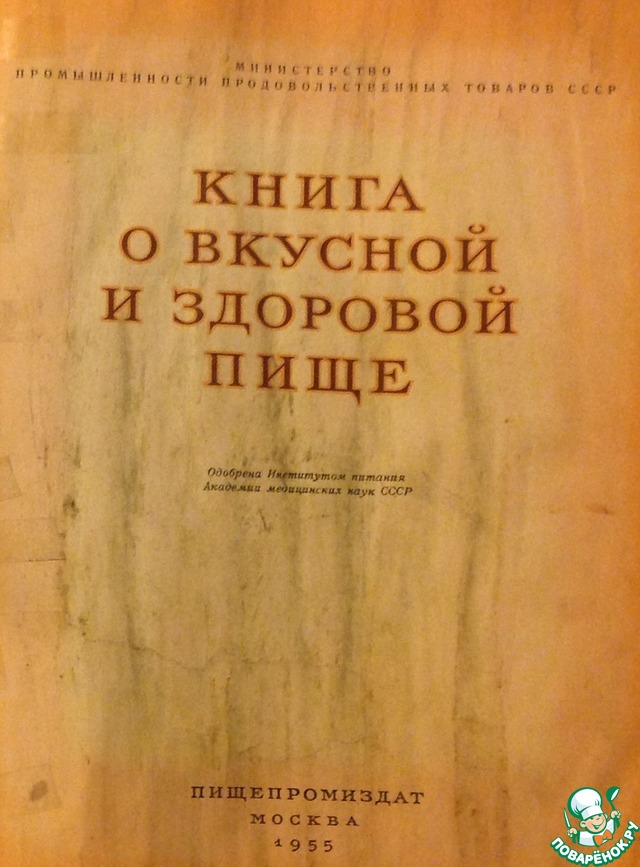 МИНИСТЕРСТВО
ПРОМЫШЛЕННОСТИ ПРОДОВОЛЬСТВЕННЫХ ТОВАРОВ СССР
КНИГА
О ВКУСНОЙ
И ЗДОРОВОЙ
ПИЩЕ
Одобрена Институтом питания
Академии медицинских наук СССР
ПИЩЕПРОМИЗДАТ
МОСКВА
1955
ПОВАРЁНОК.РУ